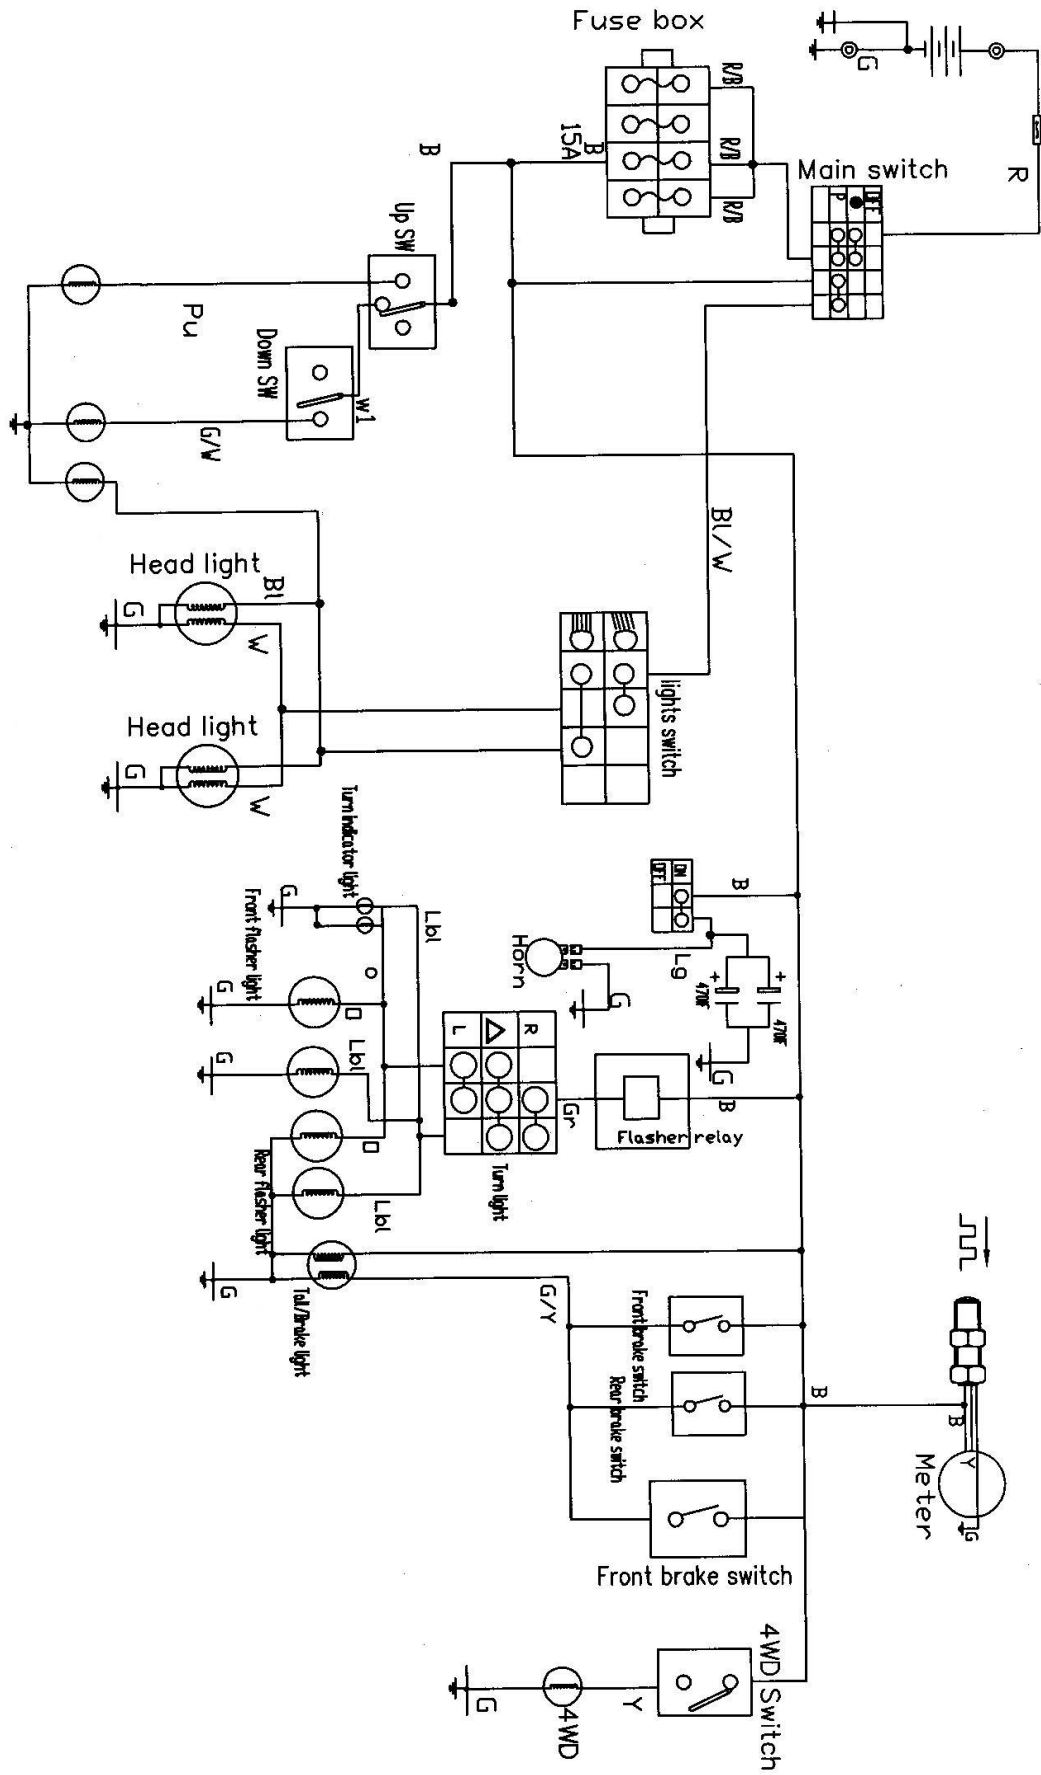 Fuse box
R/B
R/B
R/B
B
15A
B
G
R
Main switch
OFF
P
Up SW
Down SW
W1
Pu
G/W
Bl/W
Head light
Bl
G
W
Head light
G
W
lights switch
Turn indicator light
G
Lbl
Front flasher light
G
O
O
G
Lbl
Rear flasher light
O
Lbl
G
Tail/Brake light
ON
OFF
B
Horn
Lg
G
+
470UF
+
470UF
G
L
R
Turn light
Gr
Flasher relay
B
G/Y
Front brake switch
Rear brake switch
Front brake switch
B
B
Y
G
Meter
4WD Switch
Y
4WD
G